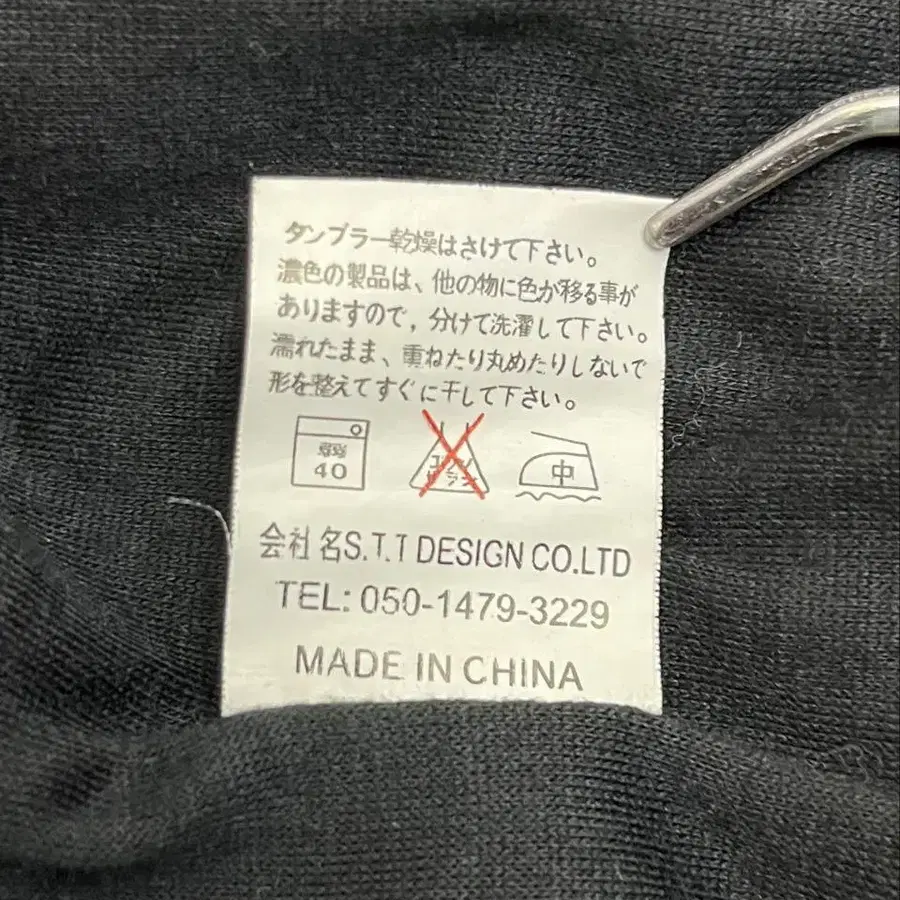 タンブラー乾燥はさけて下さい。
濃色の製品は、他の物に色が移る事が
ありますので，分けて洗濯して下さい。
濡れたまま、重ねたり丸めたりしないで
形を整えてすぐに干して下さい。
40
中
会社名S.T.T DESIGN CO.LTD
TEL: 050-1479-3229
MADE IN CHINA